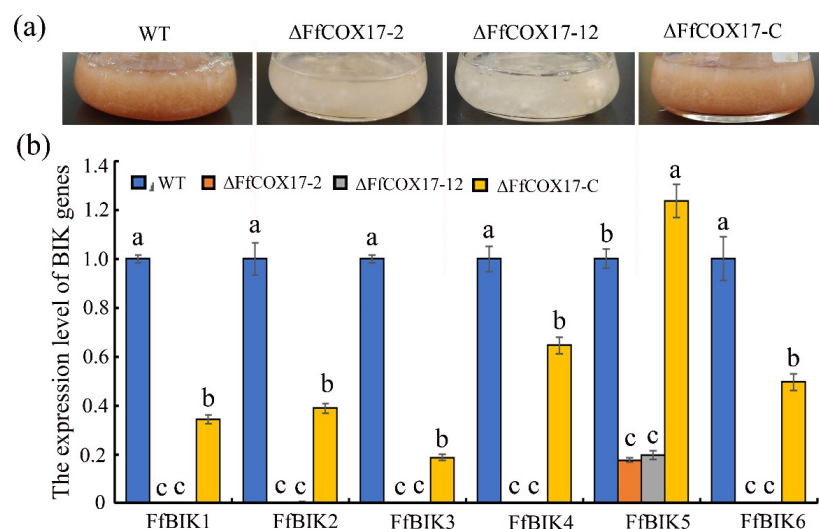 (a)
WT ΔFfCOX17-2 ΔFfCOX17-12 ΔFfCOX17-C
(b)
The expression level of BIK genes
1.4
1.2
1.0
0.8
0.6
0.4
0.2
0
WT ΔFfCOX17-2 ΔFfCOX17-12 ΔFfCOX17-C
a c c b
a c c b
a c c b
a c c b
b c c a
a c c b
FfBIK1 FfBIK2 FfBIK3 FfBIK4 FfBIK5 FfBIK6